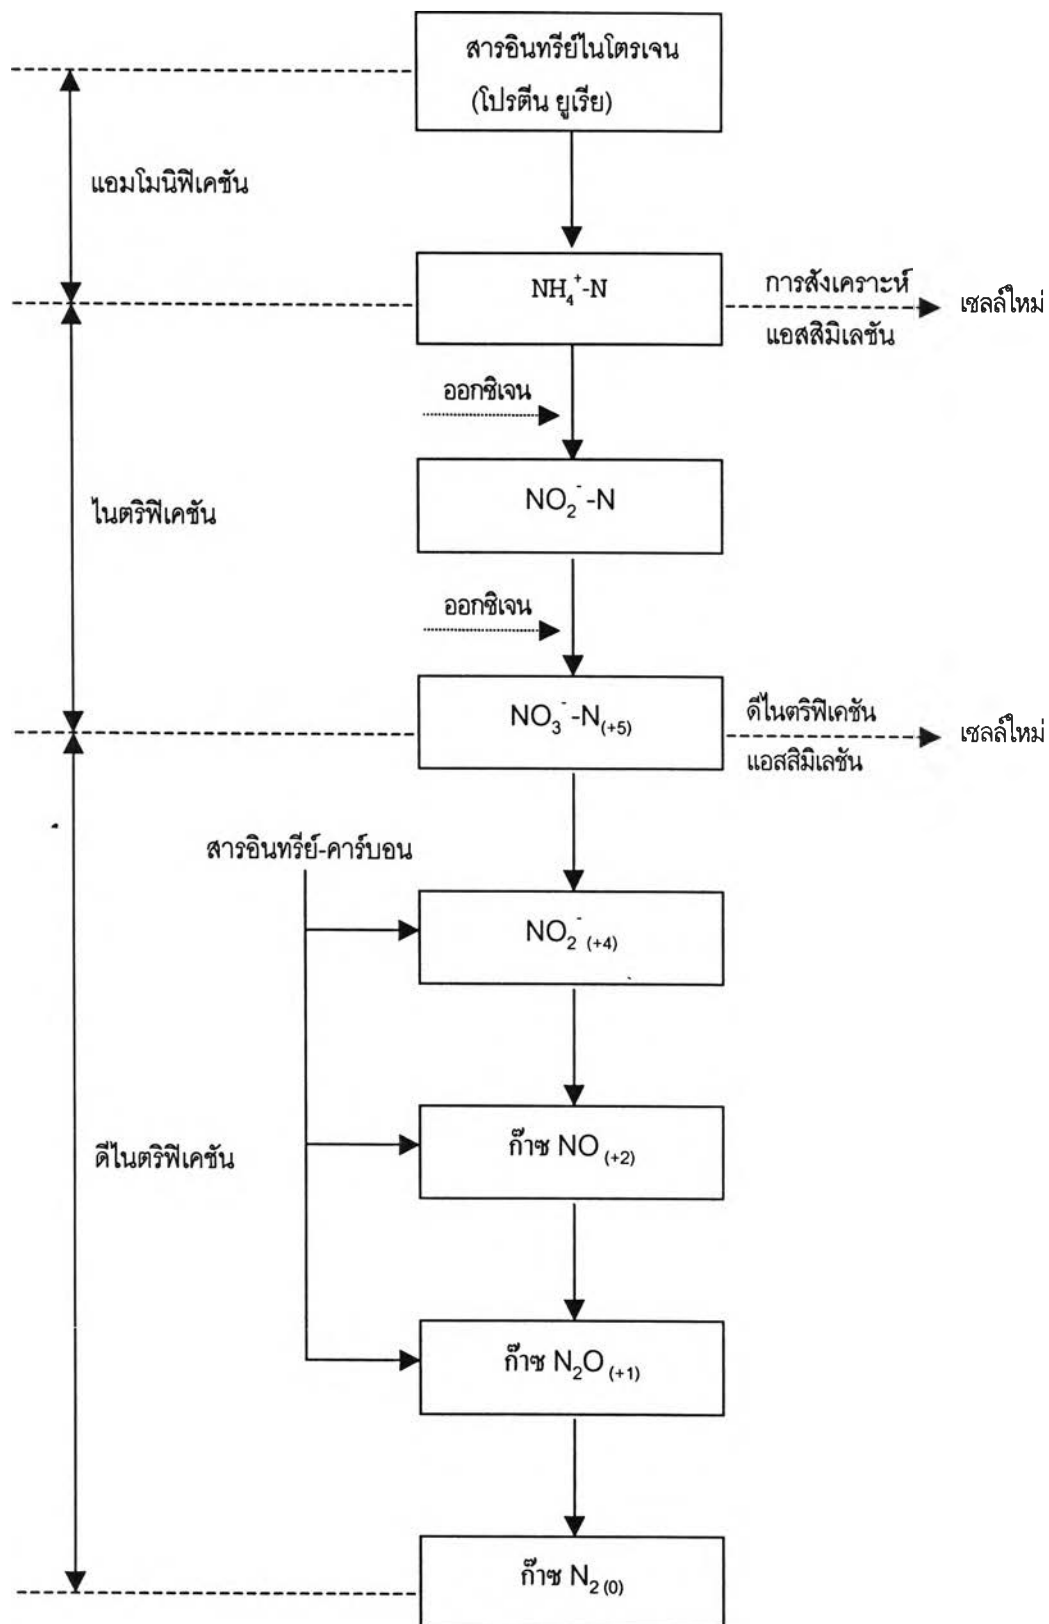 สารอินทรีย์ไนโตรเจน
(โปรตีน ยูเรีย)
แอมโมนิฟิเคชัน
NH₄⁺-N
การสังเคราะห์
แอสสิมิเลชัน
เซลล์ใหม่
ออกซิเจน
NO₂⁻-N
ไนตริฟิเคชัน
ออกซิเจน
NO₃⁻-N₍₊₅₎
ดีไนตริฟิเคชัน
แอสสิมิเลชัน
เซลล์ใหม่
สารอินทรีย์-คาร์บอน
NO₂⁻₍₊₄₎
ดีไนตริฟิเคชัน
ก๊าซ NO₍₊₂₎
ก๊าซ N₂O₍₊₁₎
ก๊าซ N₂₍₀₎